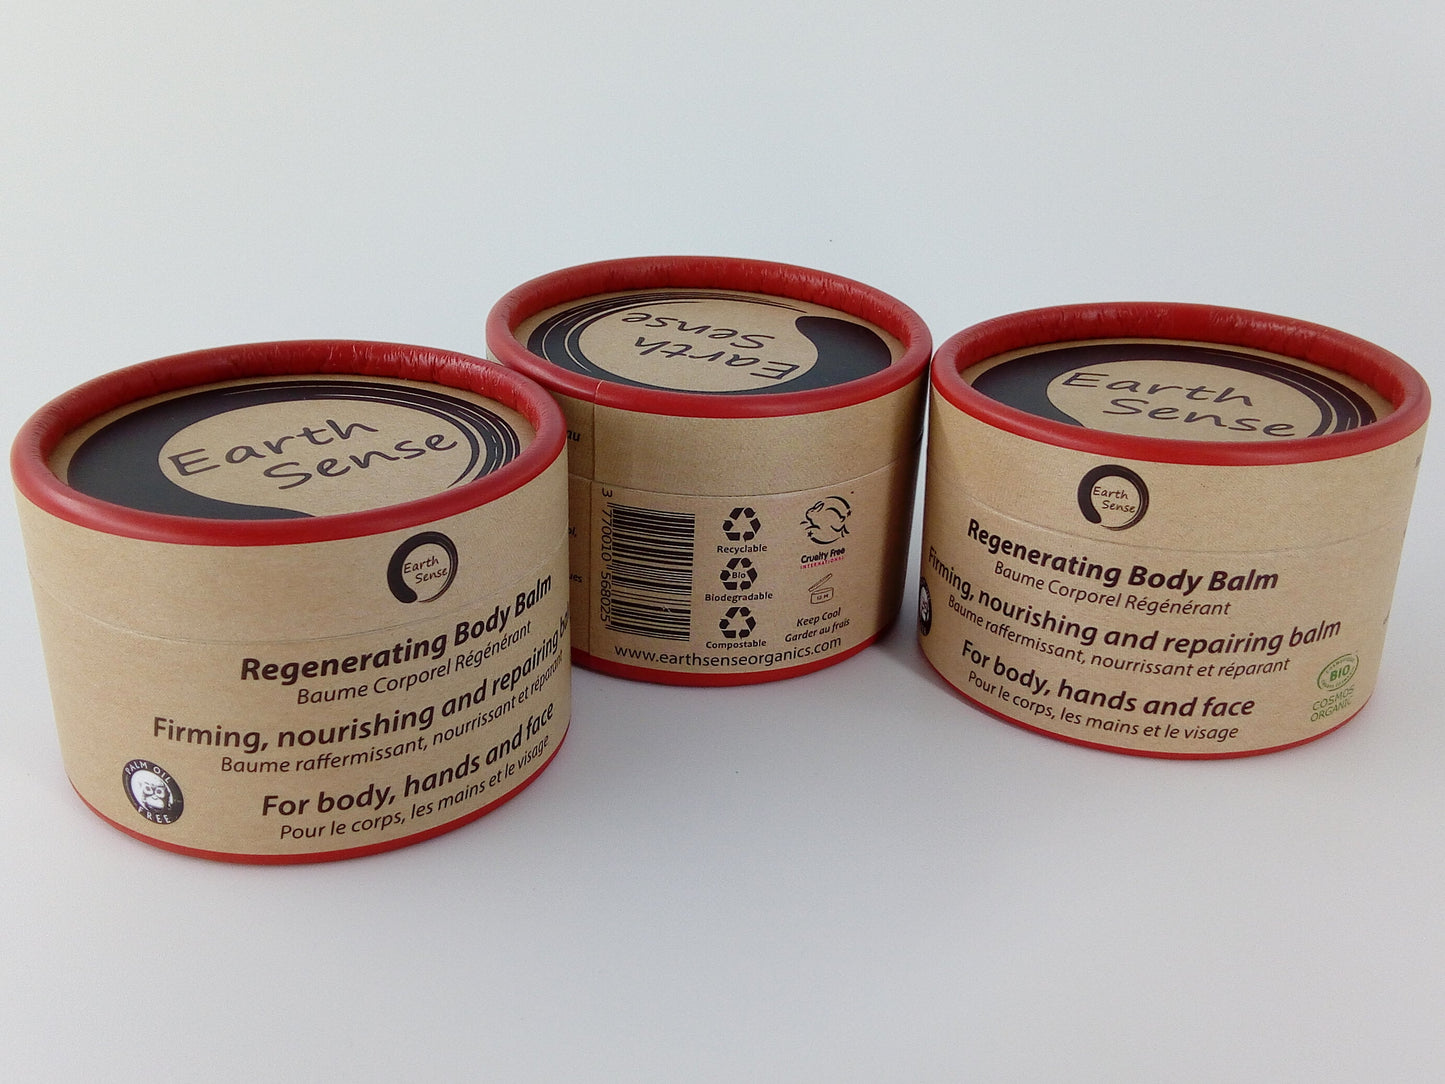 Earth
Sense
Earth
Sense
Regenerating Body Balm
Baume Corporel Régénérant
Firming, nourishing and repairing
Baume raffermissant, nourrissant et réparant
For body, hands and face
Pour le corps, les mains et le visage
PALM OIL
FREE
Earth
Sense
3 770010 568025
Recyclable
Bio
Biodegradable
Compostable
Cruelty Free
INTERNATIONAL
12 M
Keep Cool
Garder au frais
www.earthsenseorganics.com
Earth
Sense
Earth
Sense
Regenerating Body Balm
Baume Corporel Régénérant
Firming, nourishing and repairing balm
Baume raffermissant, nourrissant et réparant
For body, hands and face
Pour le corps, les mains et le visage
BIO
COSMOS
ORGANIC